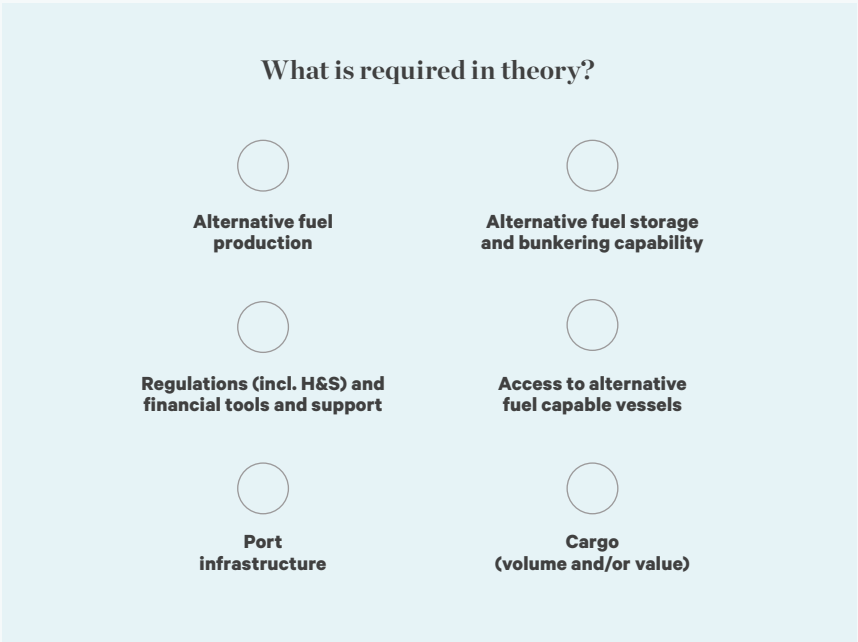 What is required in theory?
Alternative fuel
production
Alternative fuel storage
and bunkering capability
Regulations (incl. H&S) and
financial tools and support
Access to alternative
fuel capable vessels
Port
infrastructure
Cargo
(volume and/or value)